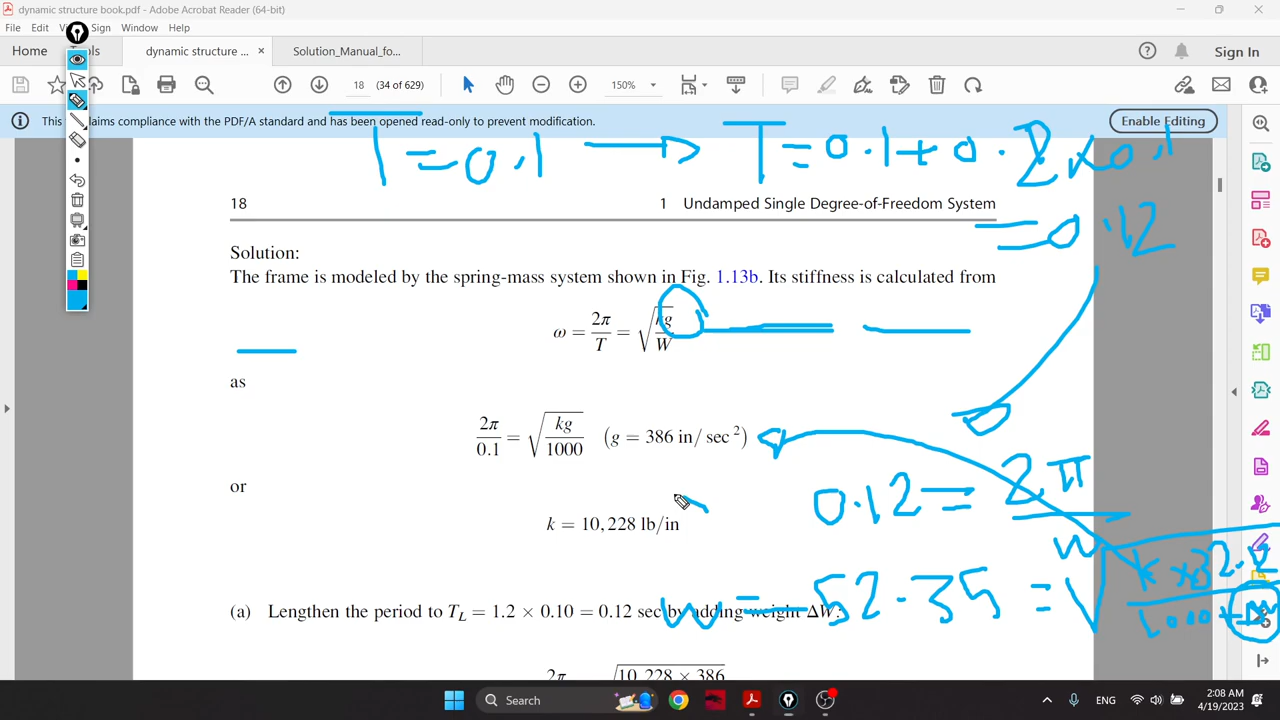 dynamic structure book.pdf - Adobe Acrobat Reader (64-bit)
File Edit Sign Window Help
Home Tools dynamic structure ... × Solution_Manual_fo... Sign In
18 (34 of 629) 150%
claims compliance with the PDF/A standard and has been opened read-only to prevent modification. Enable Editing
T = 0.1 → T = 0.1 + 0.2 × 0.1
= 0.12
18 1 Undamped Single Degree-of-Freedom System
Solution:
The frame is modeled by the spring-mass system shown in Fig. 1.13b. Its stiffness is calculated from
ω = 2π/T = √(kg/W)
as
2π/0.1 = √(kg/1000) (g = 386 in/sec²)
or
0.12 = 2π/w
k = 10,228 lb/in
w = 52.35 = √(k × 32.2
1000 +
(a) Lengthen the period to T_L = 1.2 × 0.10 = 0.12 sec by adding weight ΔW:
2π √10,228 × 386
Search ENG 2:08 AM
4/19/2023